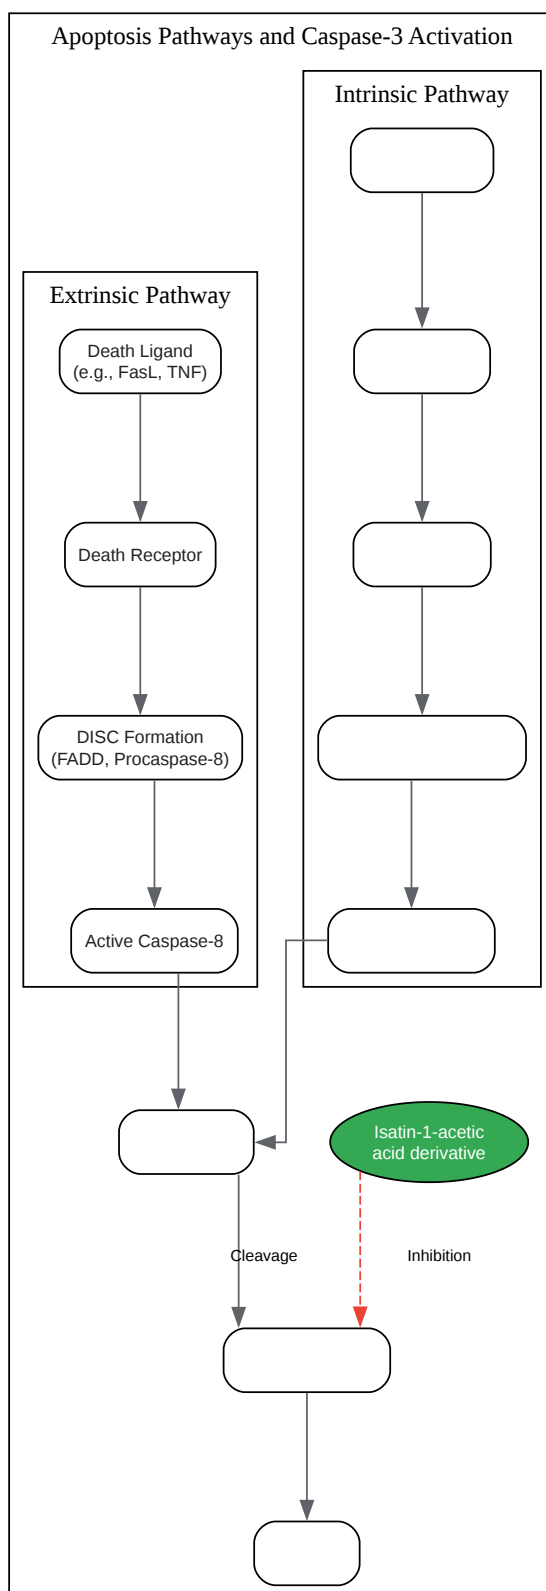 Apoptosis Pathways and Caspase-3 Activation
Intrinsic Pathway
Extrinsic Pathway
Death Ligand
(e.g., FasL, TNF)
Death Receptor
DISC Formation
(FADD, Procaspase-8)
Active Caspase-8
Isatin-1-acetic
acid derivative
Cleavage
Inhibition